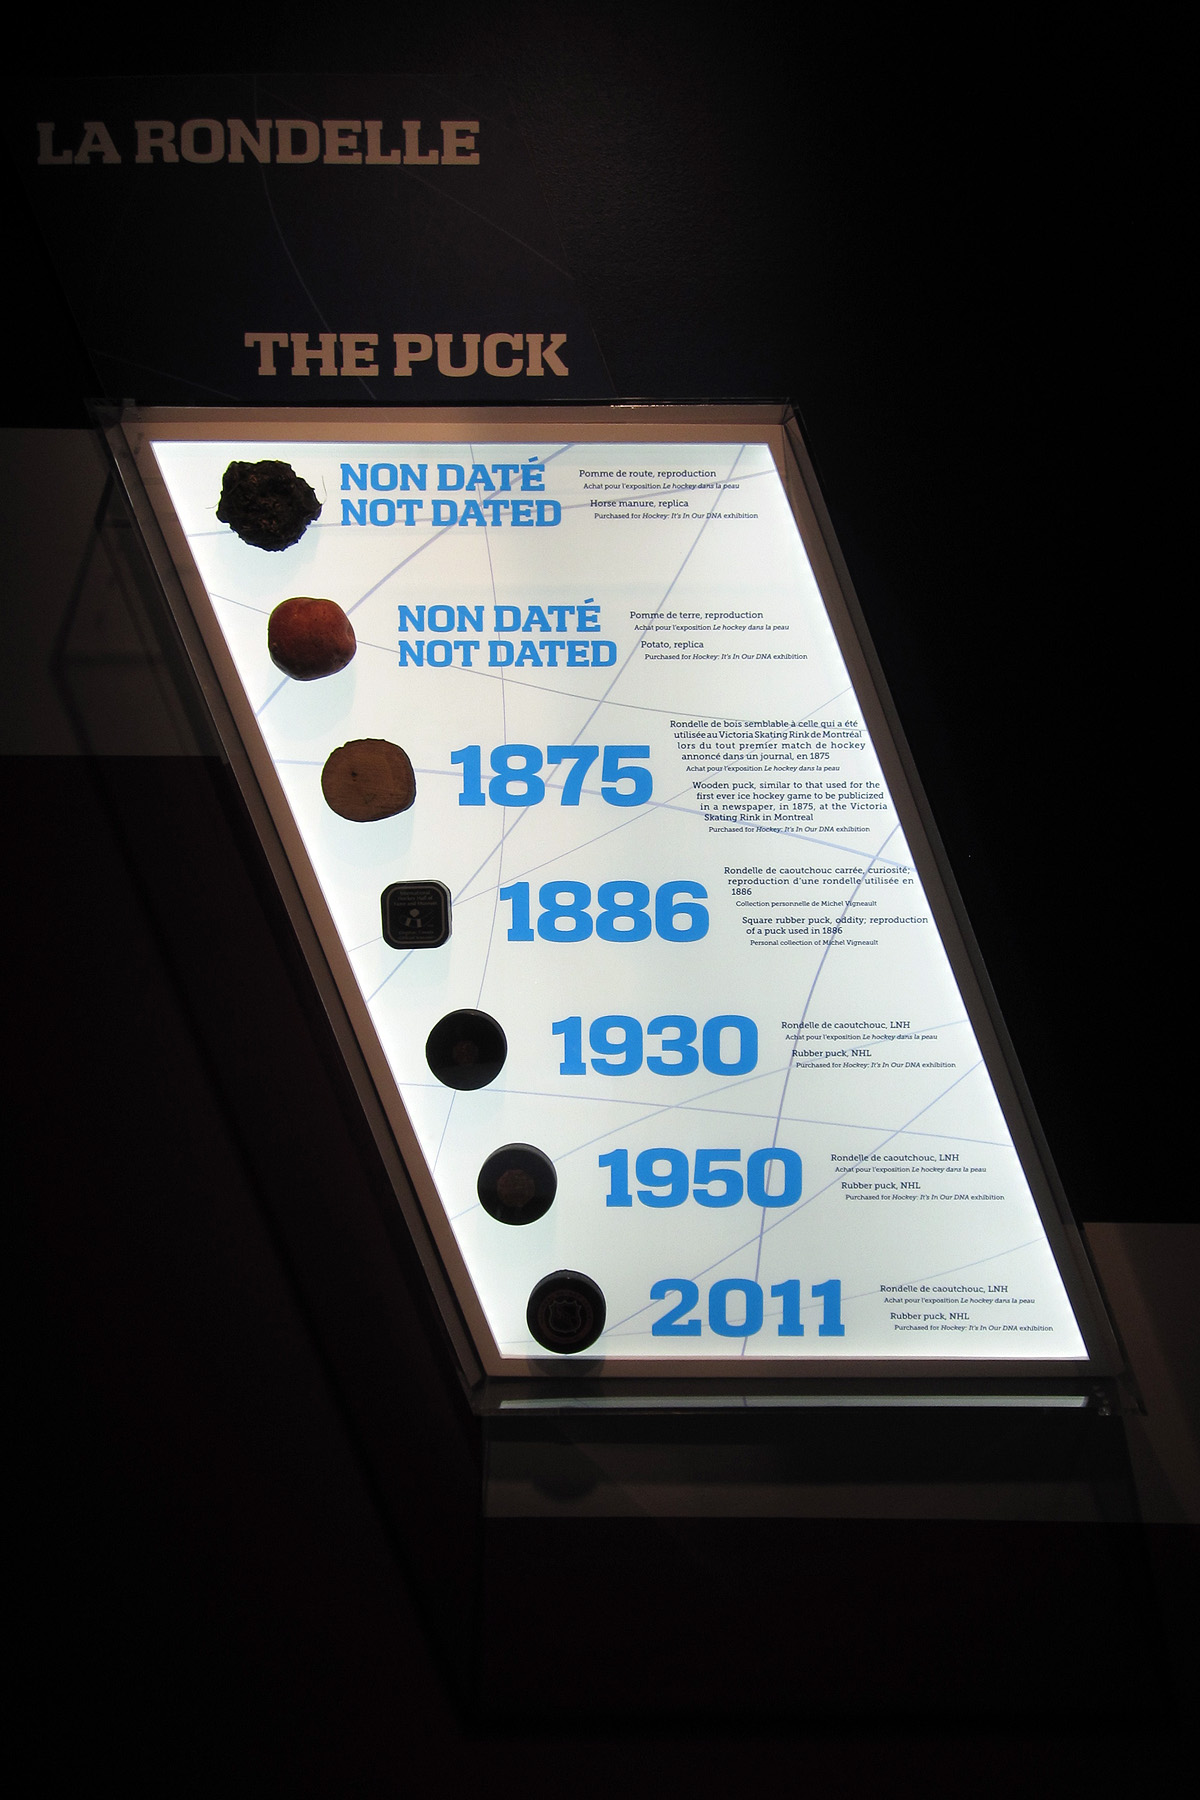 LA RONDELLE
THE PUCK
NON DATÉ
NOT DATED
Pomme de route, reproduction
Achat pour l'exposition Le hockey dans la peau
Horse manure, replica
Purchased for Hockey: It's In Our DNA exhibition
NON DATÉ
NOT DATED
Pomme de terre, reproduction
Achat pour l'exposition Le hockey dans la peau
Potato, replica
Purchased for Hockey: It's In Our DNA exhibition
1875
Rondelle de bois semblable à celle qui a été
utilisée au Victoria Skating Rink de Montréal
lors du tout premier match de hockey
annoncé dans un journal, en 1875
Achat pour l'exposition Le hockey dans la peau
Wooden puck, similar to that used for the
first ever ice hockey game to be publicized
in a newspaper, in 1875, at the Victoria
Skating Rink in Montreal
Purchased for Hockey: It's In Our DNA exhibition
1886
Rondelle de caoutchouc carrée, curiosité;
reproduction d'une rondelle utilisée en
1886
Collection personnelle de Michel Vigneault
Square rubber puck, oddity; reproduction
of a puck used in 1886
Personal collection of Michel Vigneault
International
Hockey Hall of
Fame and Museum
1930
Rondelle de caoutchouc, LNH
Achat pour l'exposition Le hockey dans la peau
Rubber puck, NHL
Purchased for Hockey: It's In Our DNA exhibition
1950
Rondelle de caoutchouc, LNH
Achat pour l'exposition Le hockey dans la peau
Rubber puck, NHL
Purchased for Hockey: It's In Our DNA exhibition
2011
Rondelle de caoutchouc, LNH
Achat pour l'exposition Le hockey dans la peau
Rubber puck, NHL
Purchased for Hockey: It's In Our DNA exhibition